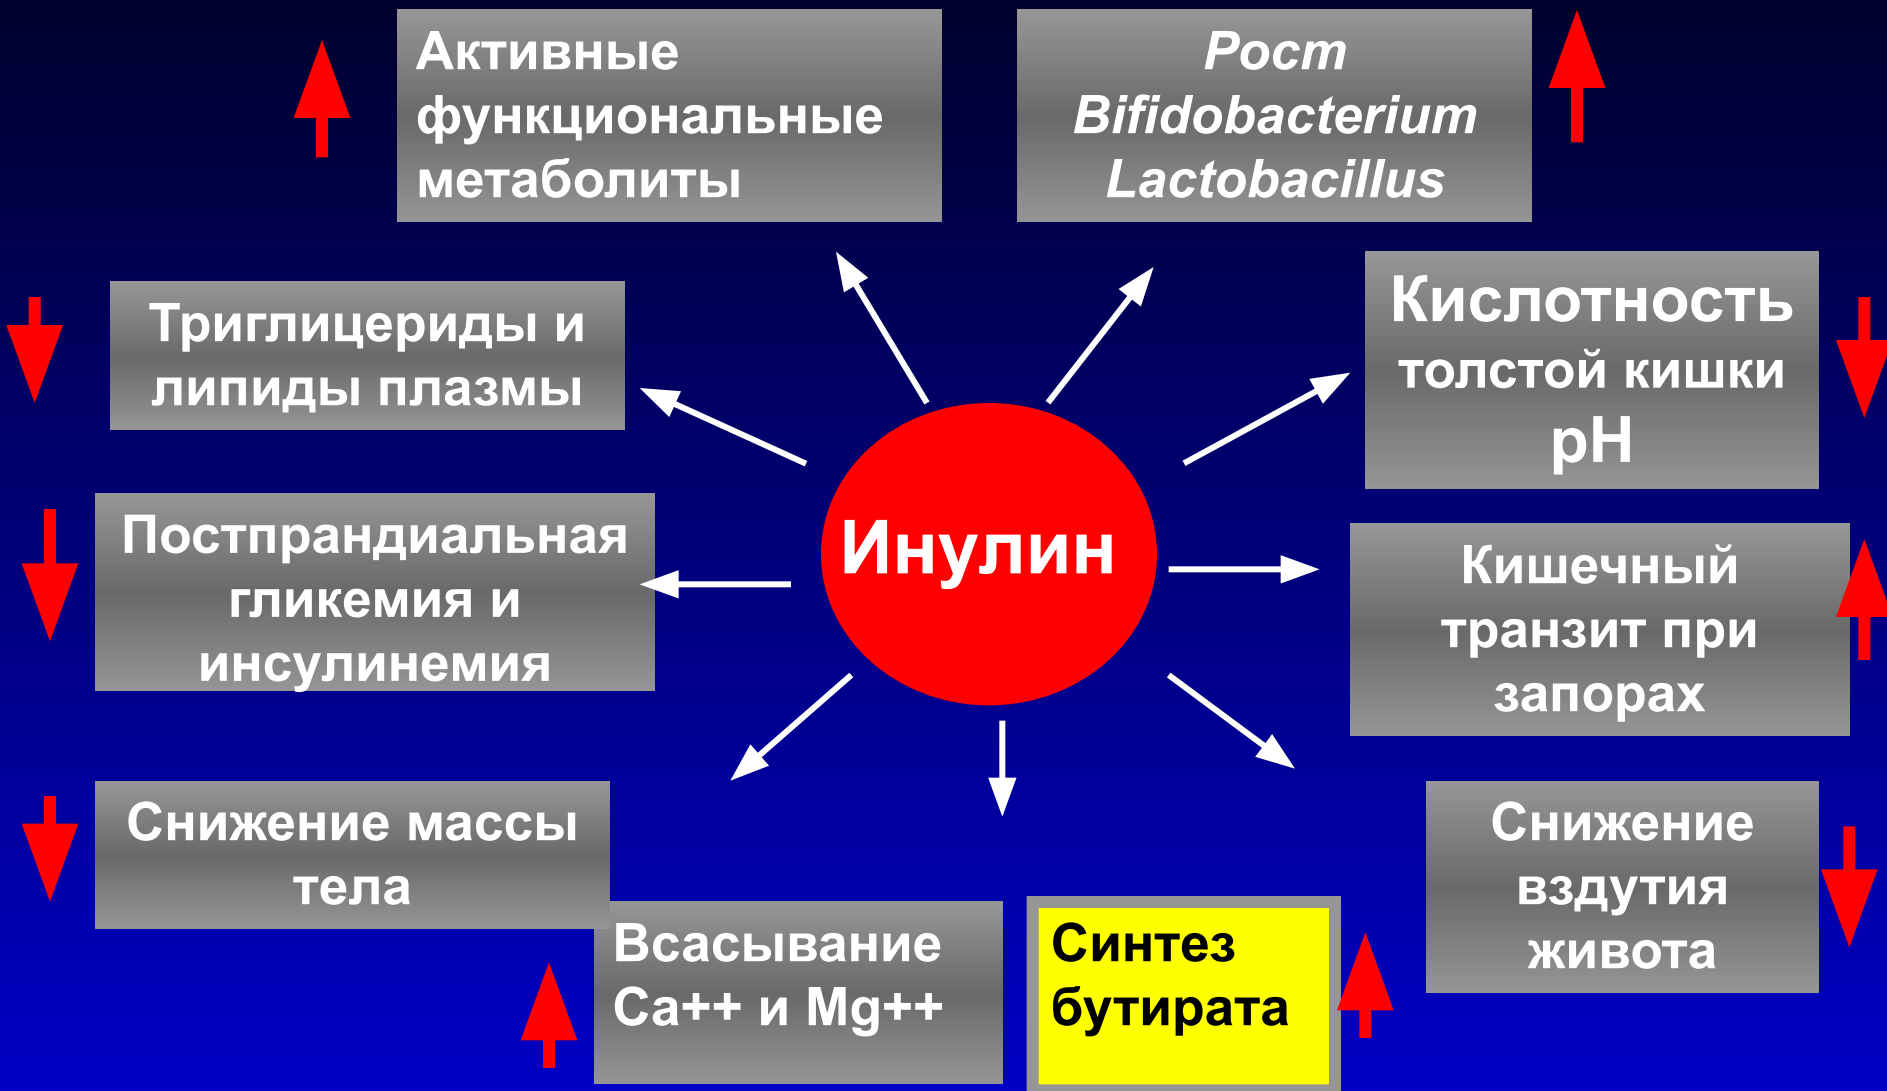 Активные
функциональные
метаболиты
Рост
Bifidobacterium
Lactobacillus
Триглицериды и
липиды плазмы
Кислотность
толстой кишки
pH
Инулин
Постпрандиальная
гликемия и
инсулинемия
Кишечный
транзит при
запорах
Снижение массы
тела
Всасывание
Ca++ и Mg++
Синтез
бутирата
Снижение
вздутия
живота